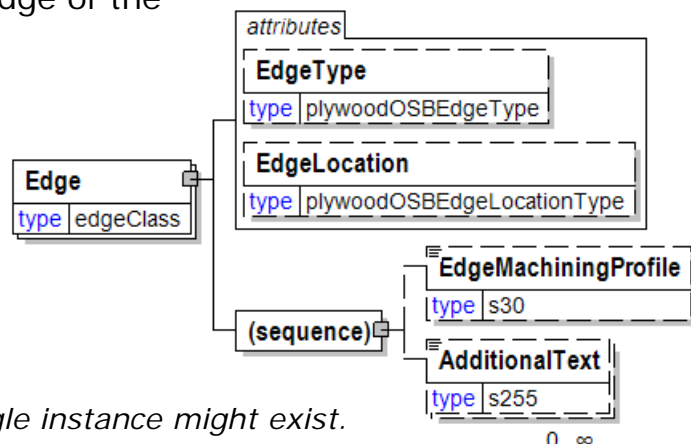 dge of the
attributes
EdgeType
type plywoodOSBEdgeType
EdgeLocation
type plywoodOSBEdgeLocationType
Edge
type edgeClass
EdgeMachiningProfile
type s30
(sequence)
AdditionalText
type s255
gle instance might exist.
0 ∞